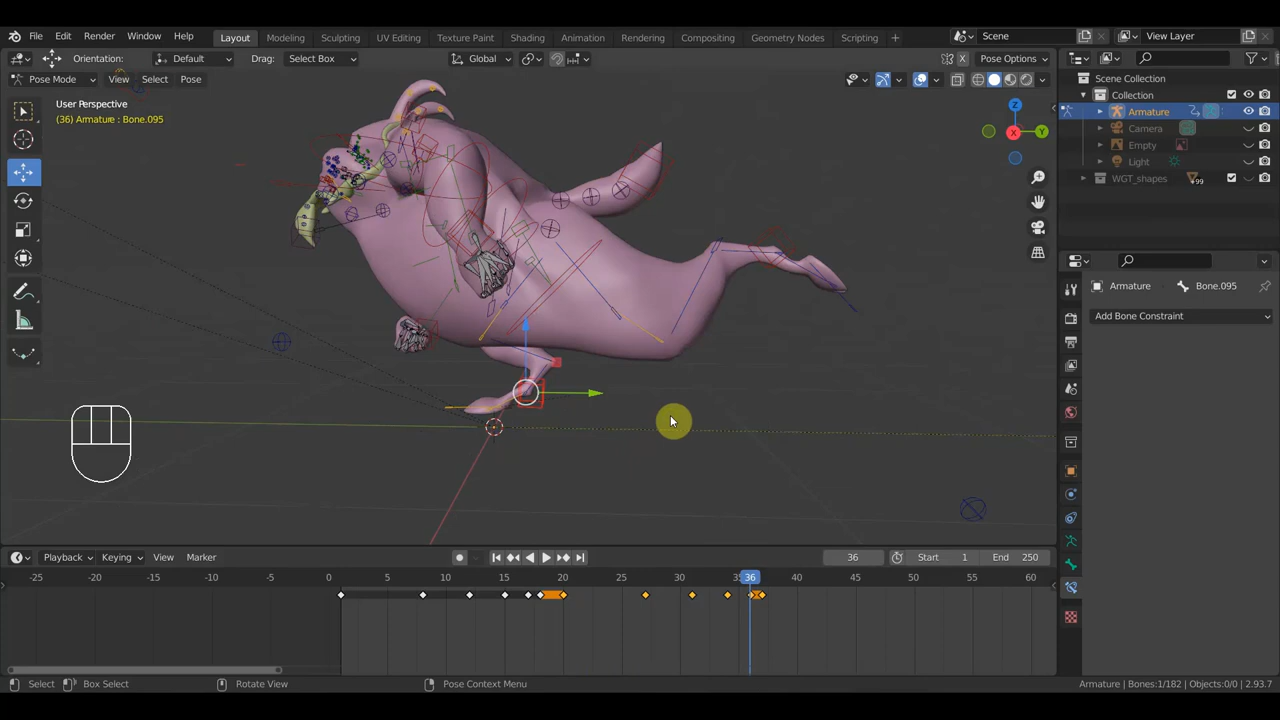 File Edit Render Window Help Layout Modeling Sculpting UV Editing Texture Paint Shading Animation Rendering Compositing Geometry Nodes Scripting + Scene View Layer
Orientation: Default Drag: Select Box Global X Pose Options
Pose Mode View Select Pose
User Perspective
(36) Armature : Bone.095
Z
Y
X
Scene Collection
Collection
Armature
Camera
Empty
Light
WGT_shapes 99
Armature Bone.095
Add Bone Constraint
Playback Keying View Marker 36 Start 1 End 250
-25 -20 -15 -10 -5 0 5 10 15 20 25 30 36 40 45 50 55 60
Select Box Select Rotate View Pose Context Menu Armature | Bones:1/182 | Objects:0/0 | 2.93.7